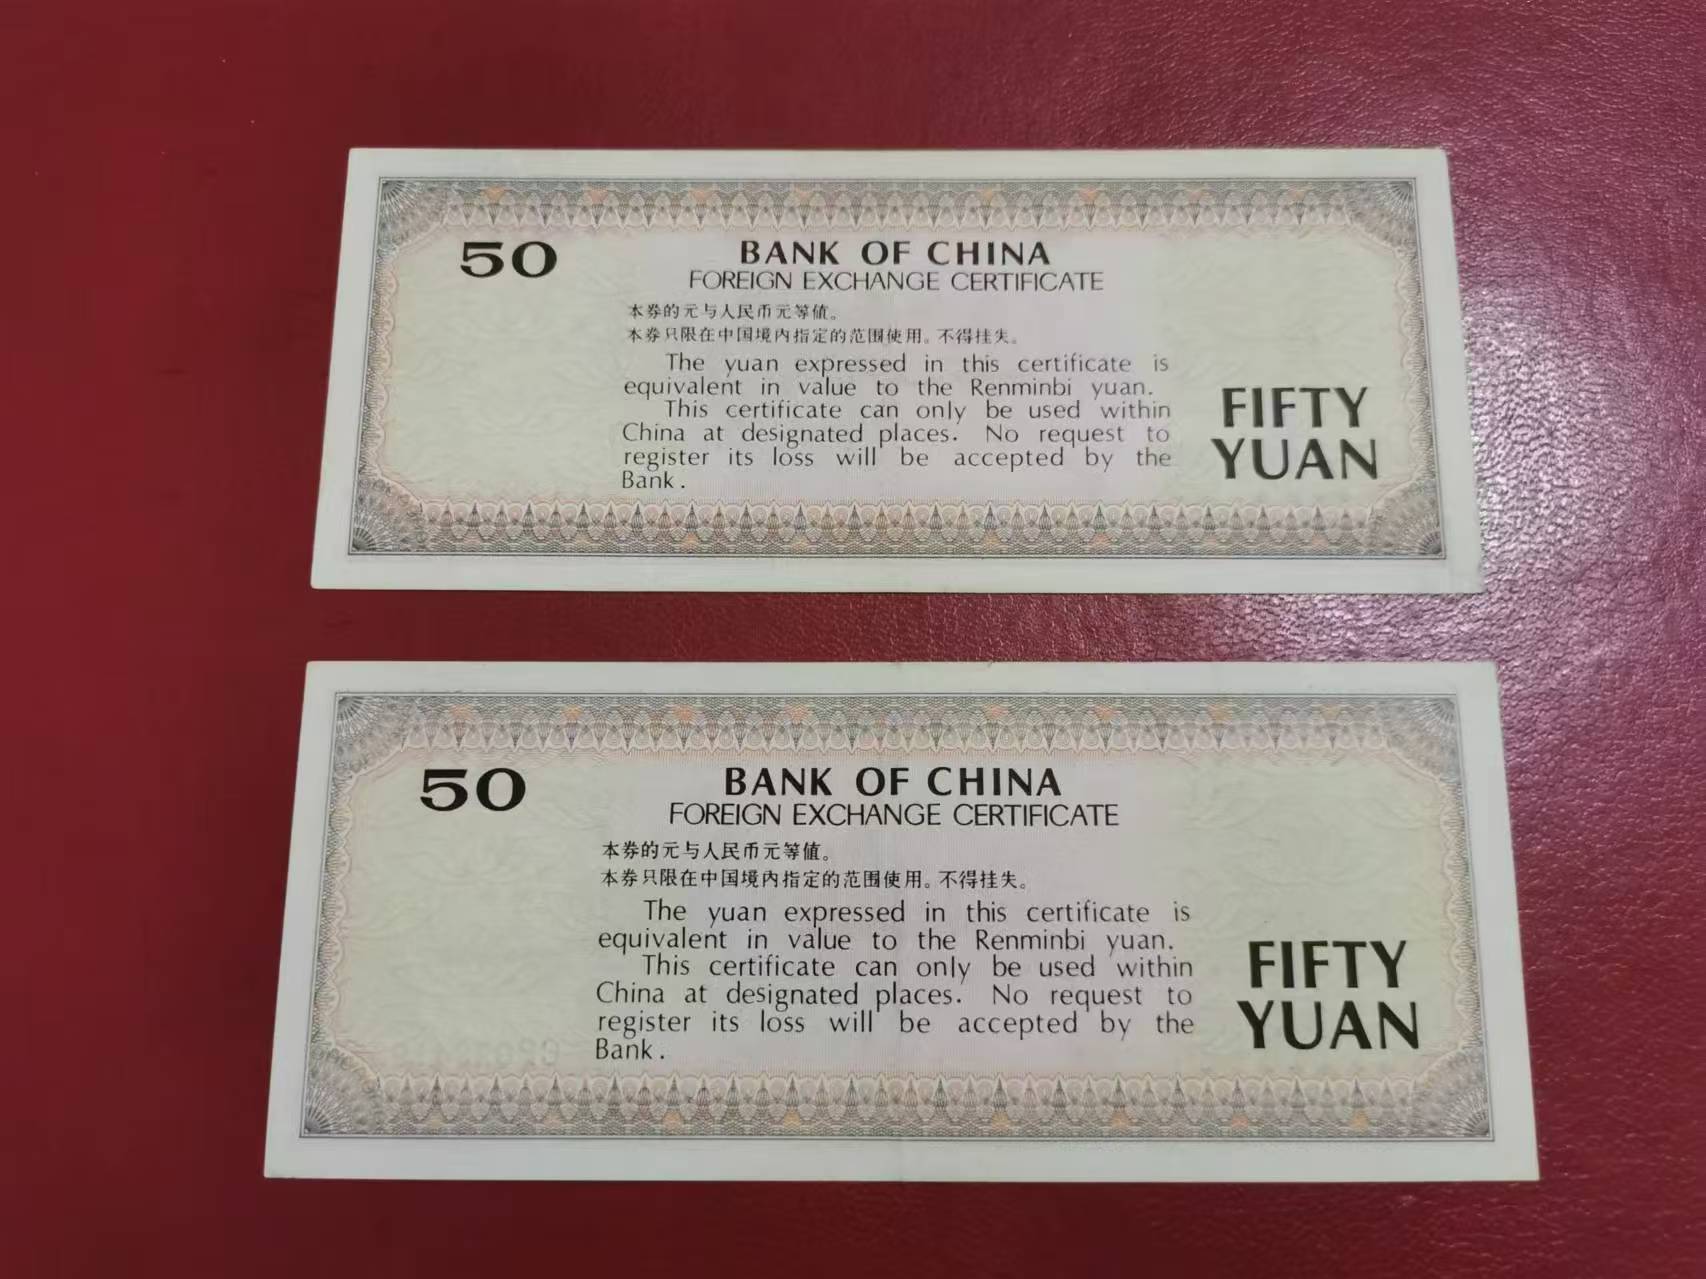 50
BANK OF CHINA
FOREIGN EXCHANGE CERTIFICATE
本券的元与人民币元等值。
本券只限在中国境内指定的范围使用。不得挂失。
The yuan expressed in this certificate is
equivalent in value to the Renminbi yuan.
This certificate can only be used within
China at designated places. No request to
register its loss will be accepted by the
Bank.
FIFTY
YUAN
50
BANK OF CHINA
FOREIGN EXCHANGE CERTIFICATE
本券的元与人民币元等值。
本券只限在中国境内指定的范围使用。不得挂失。
The yuan expressed in this certificate is
equivalent in value to the Renminbi yuan.
This certificate can only be used within
China at designated places. No request to
register its loss will be accepted by the
Bank.
FIFTY
YUAN